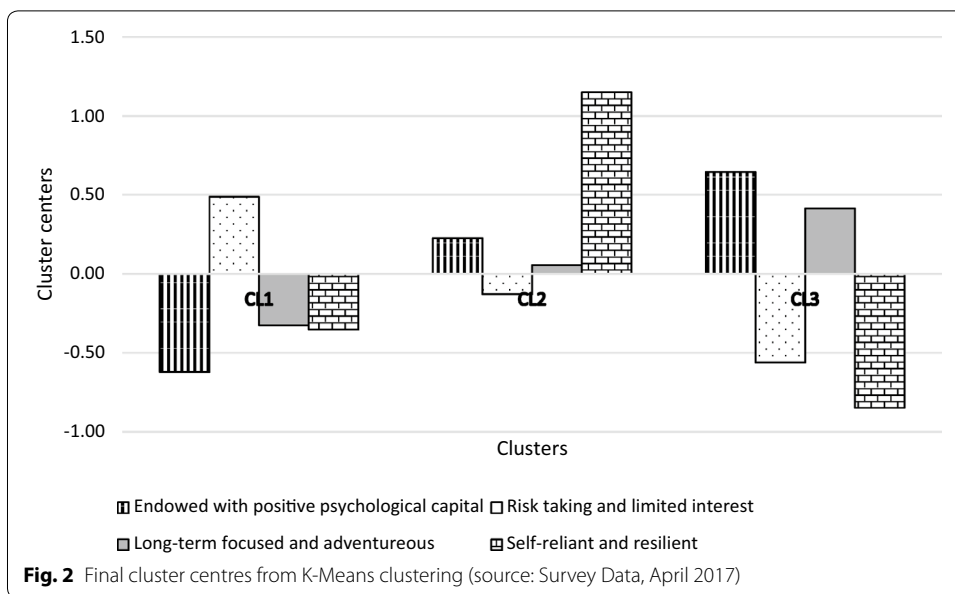 1.50
1.00
0.50
0.00
-0.50
-1.00
Cluster centers
CL1
CL2
CL3
Clusters
Endowed with positive psychological capital
Risk taking and limited interest
Long-term focused and adventureous
Self-reliant and resilient
Fig. 2 Final cluster centres from K-Means clustering (source: Survey Data, April 2017)